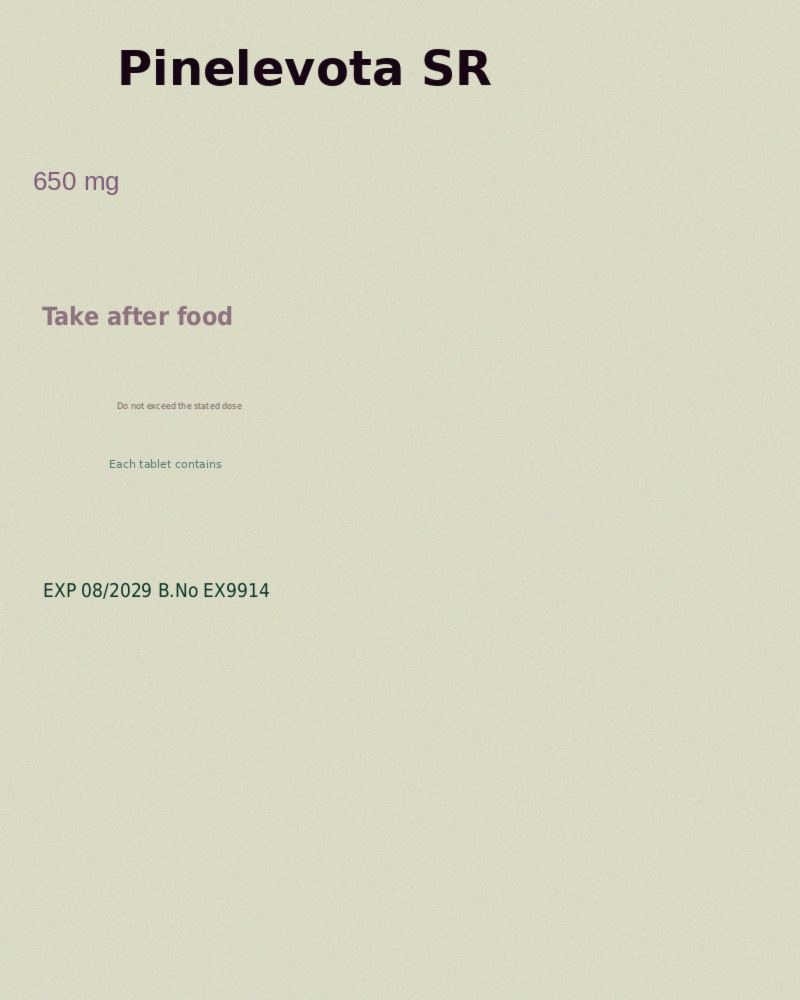 Pinelevota SR
650 mg
Take after food
Do not exceed the stated dose
Each tablet contains
EXP 08/2029 B.No EX9914